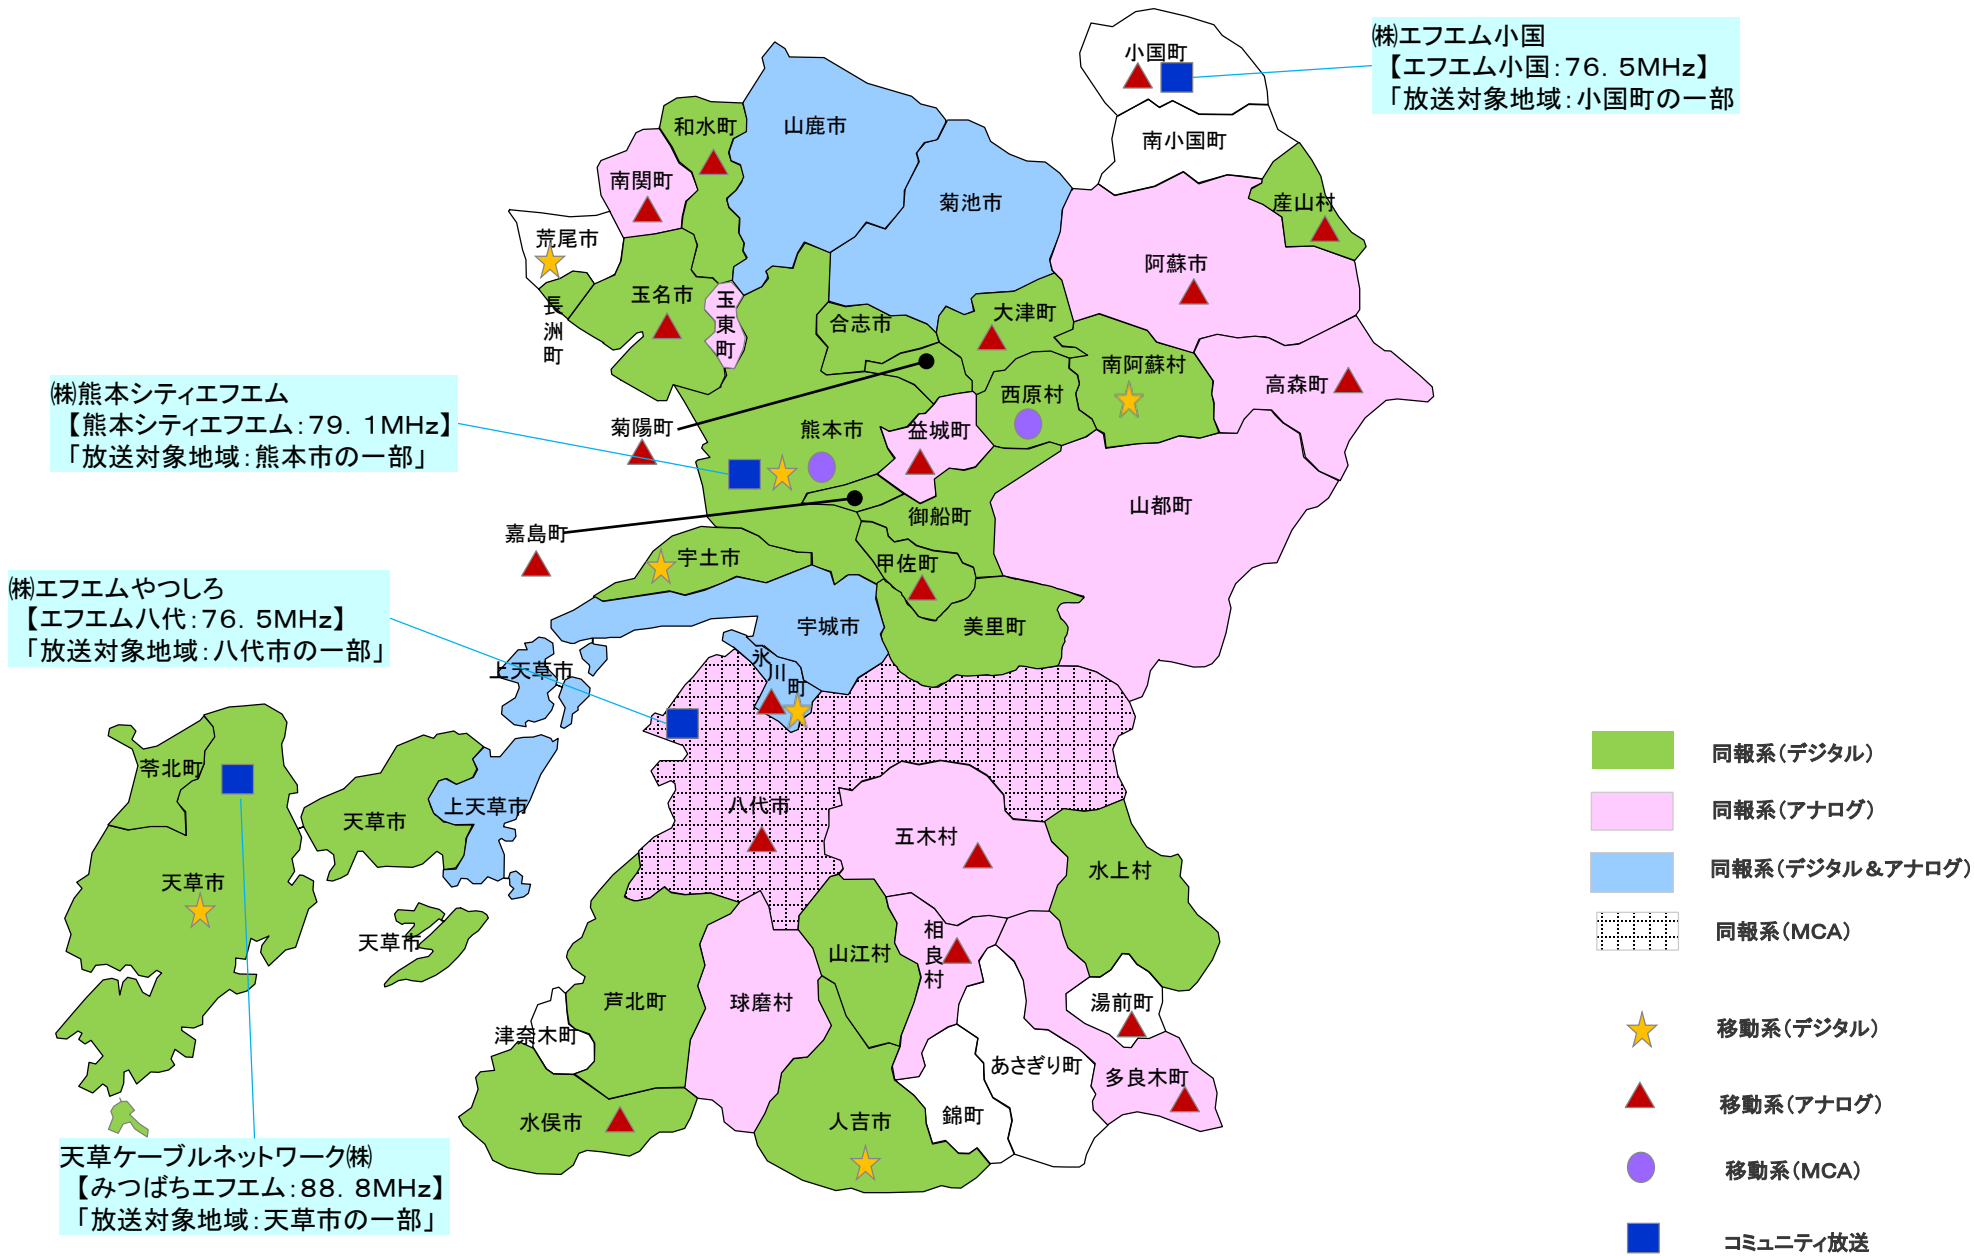 ㈱エフエム小国
【エフエム小国：76．5MHz】
「放送対象地域：小国町の一部
小国町
南小国町
和水町
山鹿市
南関町
菊池市
産山村
荒尾市
阿蘇市
玉名市
玉東町
長洲町
大津町
合志市
南阿蘇村
高森町
西原村
㈱熊本シティエフエム
【熊本シティエフエム：79．1MHz】
「放送対象地域：熊本市の一部」
菊陽町
熊本市
益城町
山都町
御船町
嘉島町
宇土市
甲佐町
㈱エフエムやつしろ
【エフエム八代：76．5MHz】
「放送対象地域：八代市の一部」
宇城市
美里町
氷川町
上天草市
苓北町
天草市
上天草市
八代市
五木村
水上村
天草市
天草市
相良村
山江村
芦北町
球磨村
湯前町
津奈木町
あさぎり町
多良木町
水俣市
人吉市
錦町
天草ケーブルネットワーク㈱
【みつばちエフエム：88．8MHz】
「放送対象地域：天草市の一部」
同報系（デジタル）
同報系（アナログ）
同報系（デジタル＆アナログ）
同報系（MCA）
移動系（デジタル）
移動系（アナログ）
移動系（MCA）
コミュニティ放送